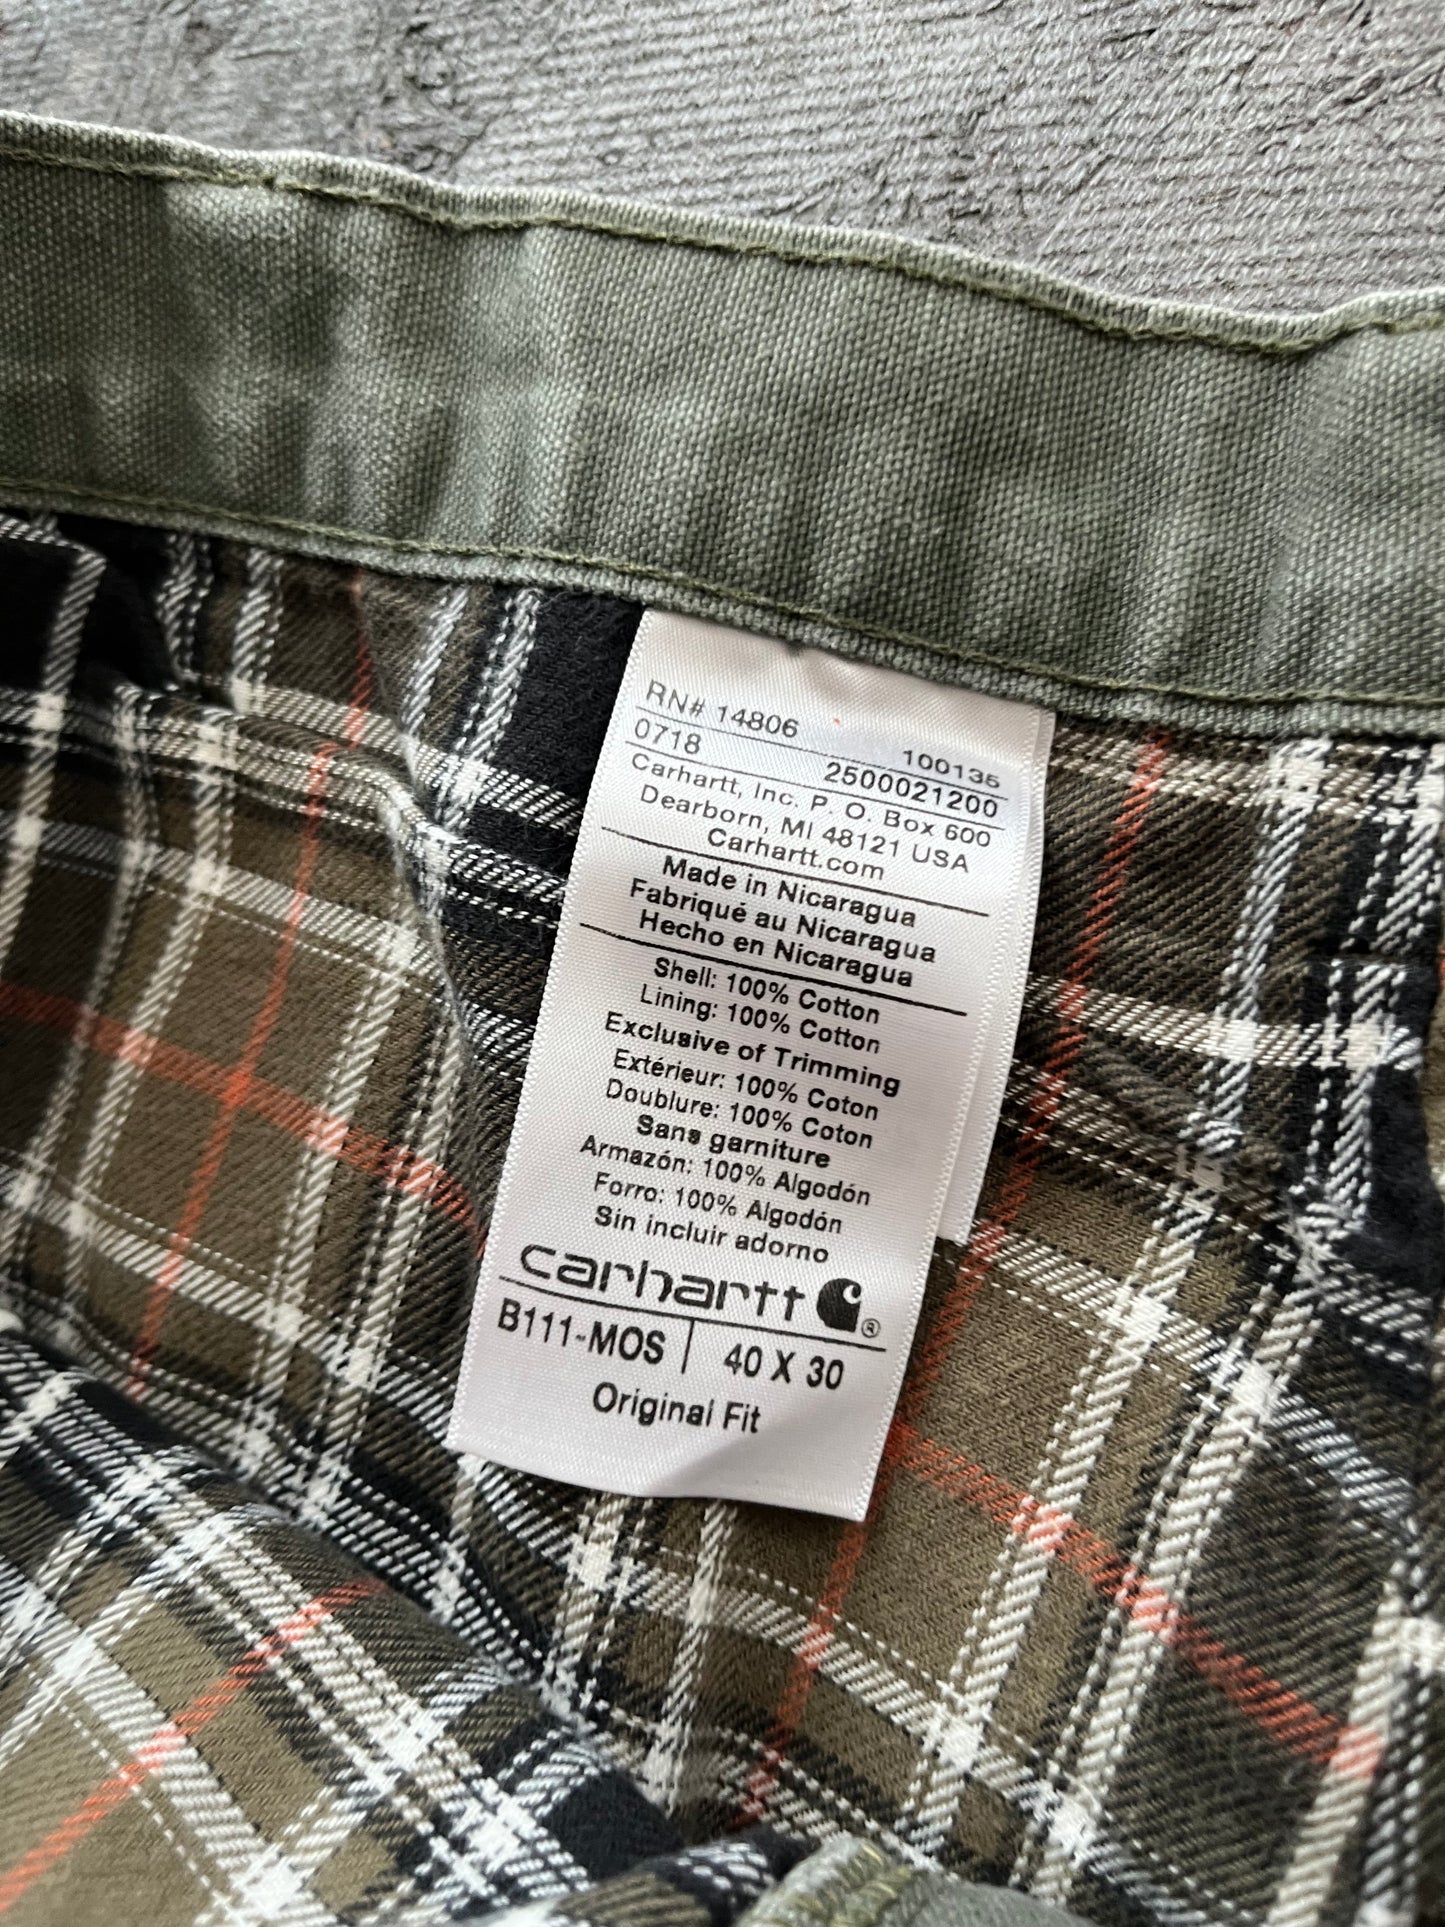 RN# 14806 100135
0718 2500021200
Carhartt, Inc. P. O. Box 600
Dearborn, MI 48121 USA
Carhartt.com
Made in Nicaragua
Fabriqué au Nicaragua
Hecho en Nicaragua
Shell: 100% Cotton
Lining: 100% Cotton
Exclusive of Trimming
Extérieur: 100% Coton
Doublure: 100% Coton
Sans garniture
Armazón: 100% Algodón
Forro: 100% Algodón
Sin incluir adorno
carhartt ®
B111-MOS | 40 X 30
Original Fit